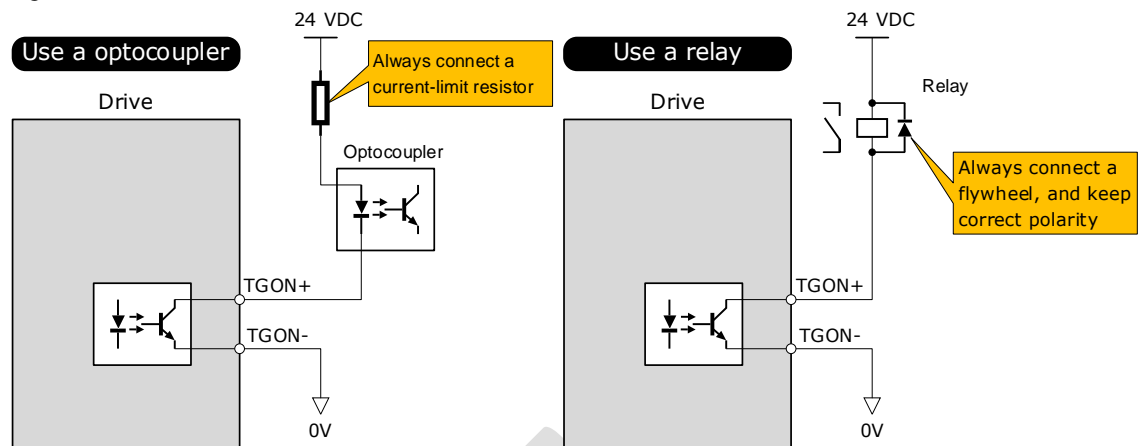 24 VDC
Use a optocoupler
Always connect a
current-limit resistor
Drive
Optocoupler
TGON+
TGON-
0V
24 VDC
Use a relay
Relay
Drive
Always connect a
flywheel, and keep
correct polarity
TGON+
TGON-
0V